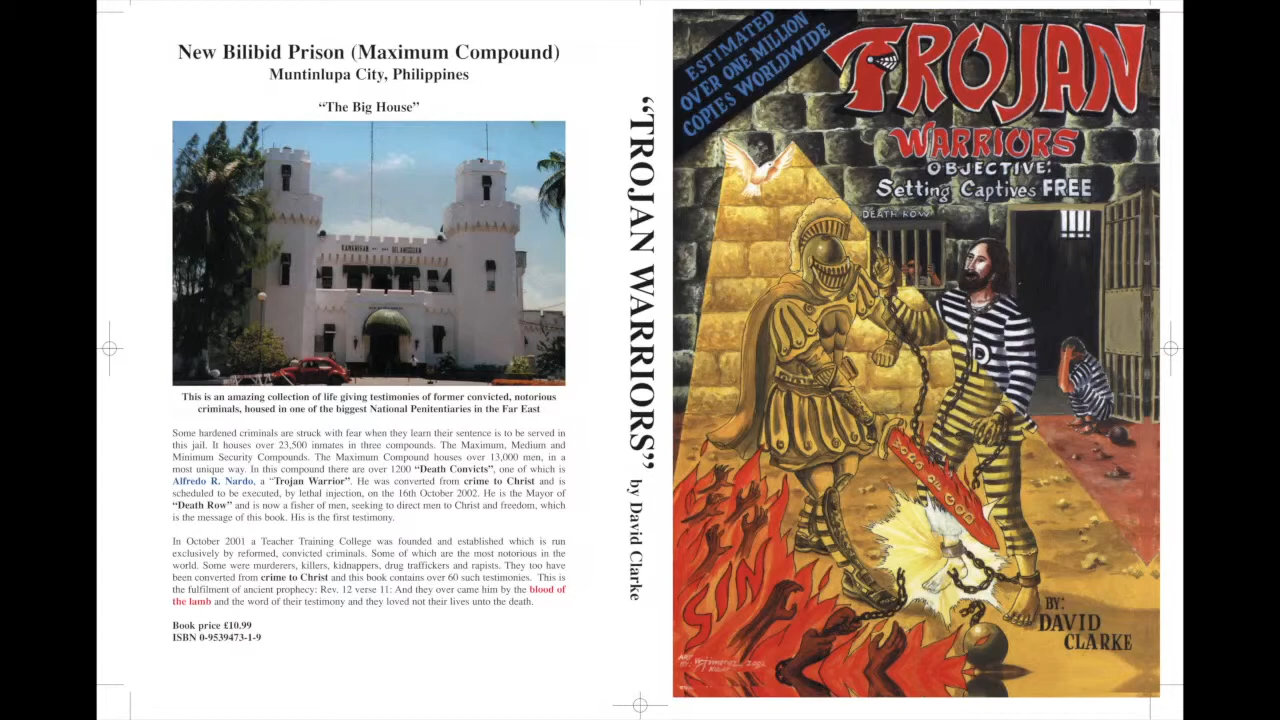 New Bilibid Prison (Maximum Compound)
Muntinlupa City, Philippines
“The Big House”
This is an amazing collection of life giving testimonies of former convicted, notorious
criminals, housed in one of the biggest National Penitentiaries in the Far East
Some hardened criminals are struck with fear when they learn their sentence is to be served in
this jail. It houses over 23,500 inmates in three compounds. The Maximum, Medium and
Minimum Security Compounds. The Maximum Compound houses over 13,000 men, in a
most unique way. In this compound there are over 1200 “Death Convicts”, one of which is
Alfredo R. Nardo, a “Trojan Warrior”. He was converted from crime to Christ and is
scheduled to be executed, by lethal injection, on the 16th October 2002. He is the Mayor of
“Death Row” and is now a fisher of men, seeking to direct men to Christ and freedom, which
is the message of this book. His is the first testimony.
In October 2001 a Teacher Training College was founded and established which is run
exclusively by reformed, convicted criminals. Some of which are the most notorious in the
world. Some were murderers, killers, kidnappers, drug traffickers and rapists. They too have
been converted from crime to Christ and this book contains over 60 such testimonies. This is
the fulfilment of ancient prophecy: Rev. 12 verse 11: And they over came him by the blood of
the lamb and the word of their testimony and they loved not their lives unto the death.
Book price £10.99
ISBN 0-9539473-1-9
“TROJAN WARRIORS” by David Clarke
ESTIMATED
OVER ONE MILLION
COPIES WORLDWIDE
TROJAN
WARRIORS
OBJECTIVE:
Setting Captives FREE
DEATH ROW
P
WORD OF GOD
SIN
BY:
DAVID
CLARKE